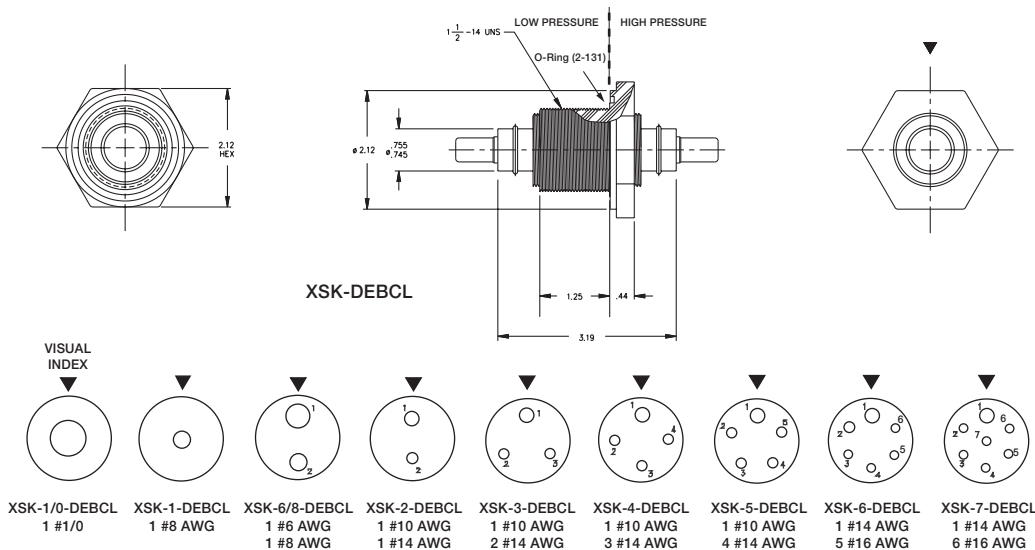 LOW PRESSURE
HIGH PRESSURE
1 1/2 -14 UNS
O-Ring (2-131)
2.12
HEX
ø 2.12
ø .755
.745
XSK-DEBCL
1.25
.44
3.19
VISUAL
INDEX
1
2
1
2
1
2
3
1
2
3
4
1
2
3
4
5
1
2
3
4
5
6
1
2
3
4
5
6
7
XSK-1/0-DEBCL
1 #1/0
XSK-1-DEBCL
1 #8 AWG
XSK-6/8-DEBCL
1 #6 AWG
1 #8 AWG
XSK-2-DEBCL
1 #10 AWG
1 #14 AWG
XSK-3-DEBCL
1 #10 AWG
2 #14 AWG
XSK-4-DEBCL
1 #10 AWG
3 #14 AWG
XSK-5-DEBCL
1 #10 AWG
4 #14 AWG
XSK-6-DEBCL
1 #14 AWG
5 #16 AWG
XSK-7-DEBCL
1 #14 AWG
6 #16 AWG